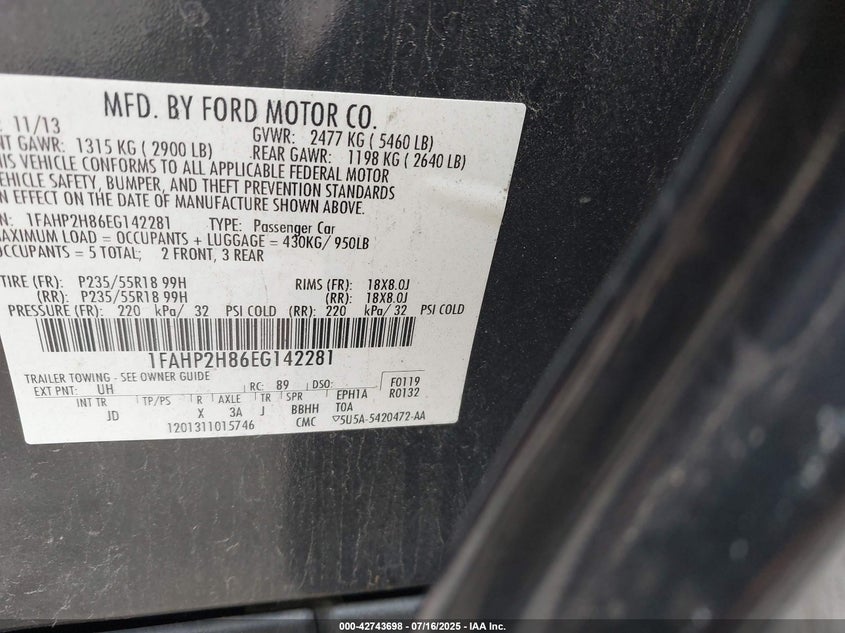 MFD. BY FORD MOTOR CO.
: 11/13 GVWR: 2477 KG ( 5460 LB)
NT GAWR: 1315 KG ( 2900 LB) REAR GAWR: 1198 KG ( 2640 LB)
HIS VEHICLE CONFORMS TO ALL APPLICABLE FEDERAL MOTOR
EHICLE SAFETY, BUMPER, AND THEFT PREVENTION STANDARDS
N EFFECT ON THE DATE OF MANUFACTURE SHOWN ABOVE.
N: 1FAHP2H86EG142281 TYPE: Passenger Car
AXIMUM LOAD = OCCUPANTS + LUGGAGE = 430KG/ 950LB
OCCUPANTS = 5 TOTAL; 2 FRONT, 3 REAR
TIRE (FR): P235/55R18 99H RIMS (FR): 18X8.0J
(RR): P235/55R18 99H (RR): 18X8.0J
PRESSURE (FR): 220 kPa/ 32 PSI COLD (RR): 220 kPa/ 32 PSI COLD
1FAHP2H86EG142281
TRAILER TOWING - SEE OWNER GUIDE
EXT PNT: UH RC: 89 DSO: F0119
INT TR TP/PS R AXLE TR SPR EPH1A R0132
JD X 3A J BBHH TOA
1201311015746 CMC ▽5U5A-5420472-AA
000-42743698 - 07/16/2025 - IAA Inc.